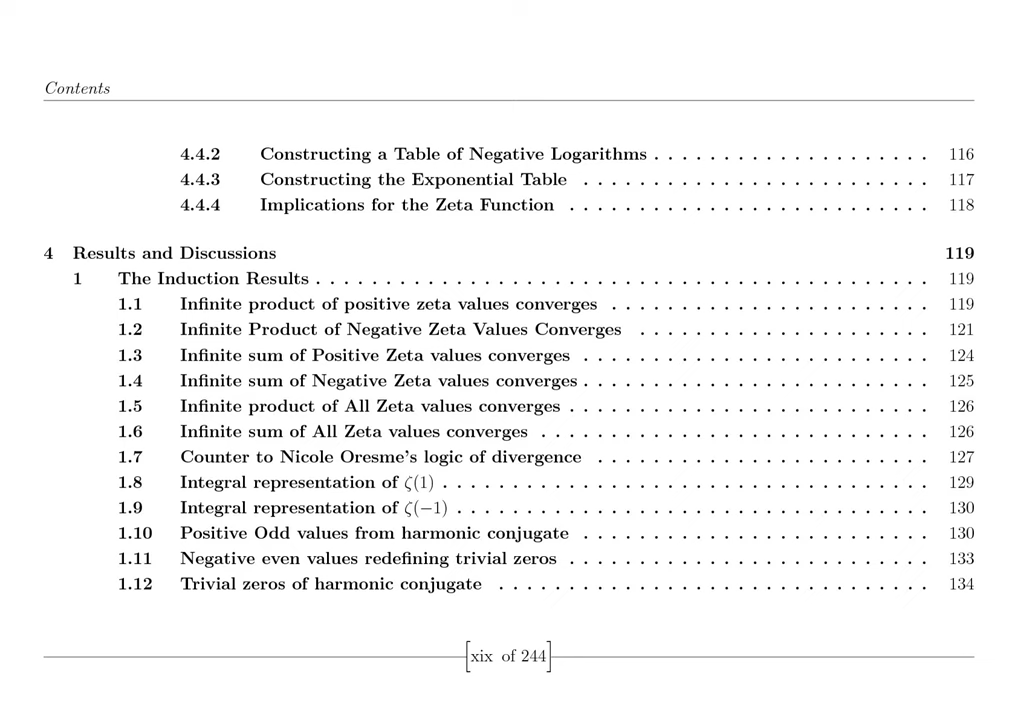 Contents
4.4.2 Constructing a Table of Negative Logarithms . . . . . . . . . . . . . . . . . . . . 116
4.4.3 Constructing the Exponential Table . . . . . . . . . . . . . . . . . . . . . . . . . 117
4.4.4 Implications for the Zeta Function . . . . . . . . . . . . . . . . . . . . . . . . . . 118
4 Results and Discussions 119
1 The Induction Results . . . . . . . . . . . . . . . . . . . . . . . . . . . . . . . . . . . . . . . . . . . . 119
1.1 Infinite product of positive zeta values converges . . . . . . . . . . . . . . . . . . . . . . . 119
1.2 Infinite Product of Negative Zeta Values Converges . . . . . . . . . . . . . . . . . . . . . 121
1.3 Infinite sum of Positive Zeta values converges . . . . . . . . . . . . . . . . . . . . . . . . . 124
1.4 Infinite sum of Negative Zeta values converges . . . . . . . . . . . . . . . . . . . . . . . . . 125
1.5 Infinite product of All Zeta values converges . . . . . . . . . . . . . . . . . . . . . . . . . . 126
1.6 Infinite sum of All Zeta values converges . . . . . . . . . . . . . . . . . . . . . . . . . . . . 126
1.7 Counter to Nicole Oresme's logic of divergence . . . . . . . . . . . . . . . . . . . . . . . . 127
1.8 Integral representation of ζ(1) . . . . . . . . . . . . . . . . . . . . . . . . . . . . . . . . . . . 129
1.9 Integral representation of ζ(−1) . . . . . . . . . . . . . . . . . . . . . . . . . . . . . . . . . . 130
1.10 Positive Odd values from harmonic conjugate . . . . . . . . . . . . . . . . . . . . . . . . . 130
1.11 Negative even values redefining trivial zeros . . . . . . . . . . . . . . . . . . . . . . . . . . 133
1.12 Trivial zeros of harmonic conjugate . . . . . . . . . . . . . . . . . . . . . . . . . . . . . . . 134
[xix of 244]